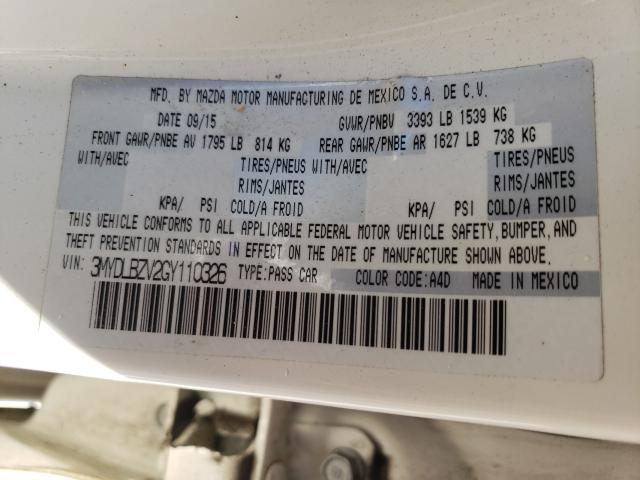 MFD. BY MAZDA MOTOR MANUFACTURING DE MEXICO S.A. DE C.V.
DATE 09/15 GVWR/PNBV 3393 LB 1539 KG
FRONT GAWR/PNBE AV 1795 LB 814 KG REAR GAWR/PNBE AR 1627 LB 738 KG
WITH/AVEC TIRES/PNEUS WITH/AVEC TIRES/PNEUS
RIMS/JANTES RIMS/JANTES
KPA/ PSI COLD/A FROID KPA/ PSI COLD/A FROID
THIS VEHICLE CONFORMS TO ALL APPLICABLE FEDERAL MOTOR VEHICLE SAFETY, BUMPER, AND
THEFT PREVENTION STANDARDS IN EFFECT ON THE DATE OF MANUFACTURE SHOWN ABOVE.
VIN: 3MYDLBZV2GY110326 TYPE:PASS CAR COLOR CODE:A4D MADE IN MEXICO